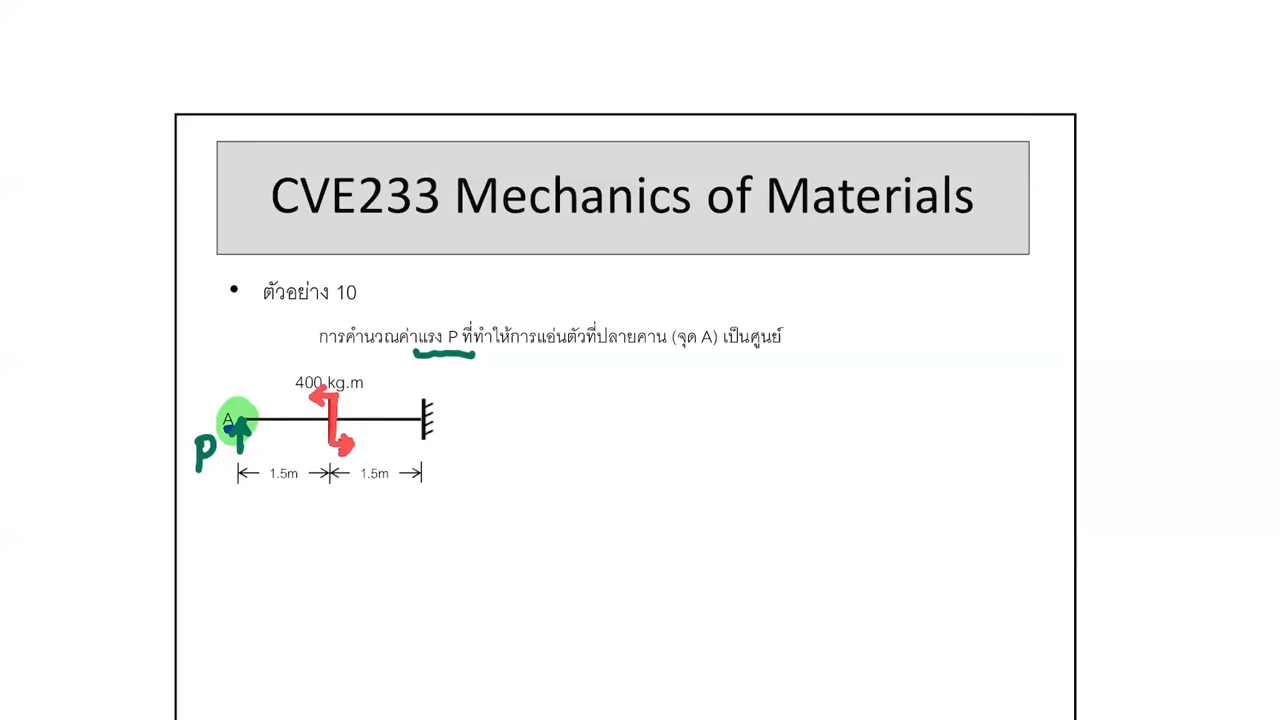 CVE233 Mechanics of Materials
• ตัวอย่าง 10
การคำนวณค่าแรง P ที่ทำให้การแอ่นตัวที่ปลายคาน (จุด A) เป็นศูนย์
400 kg.m
A
P
1.5m 1.5m